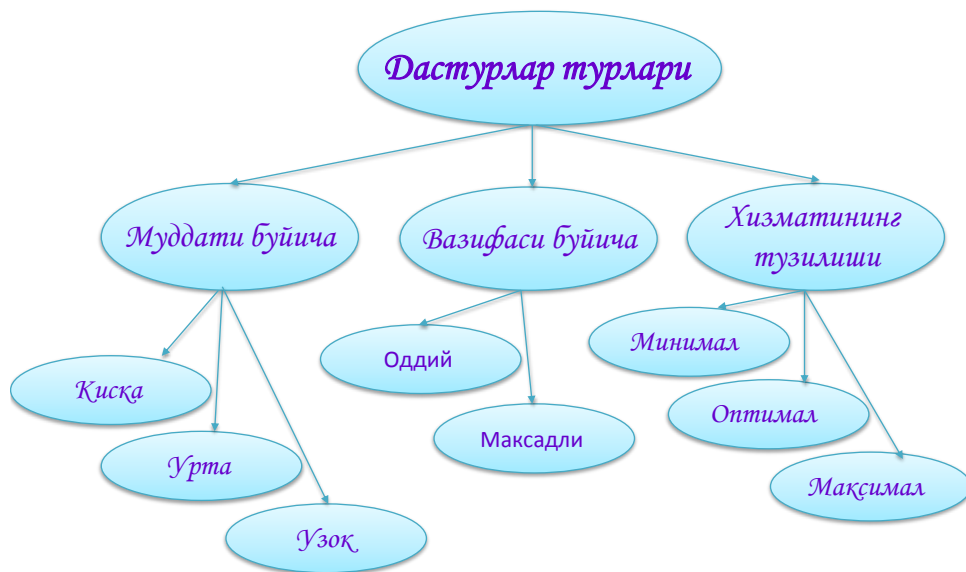 Дастурлар турлари
Муддати буйича
Вазифаси буйича
Хизматининг
тузилиши
Киска
Урта
Узок
Оддий
Максадли
Минимал
Оптимал
Максимал